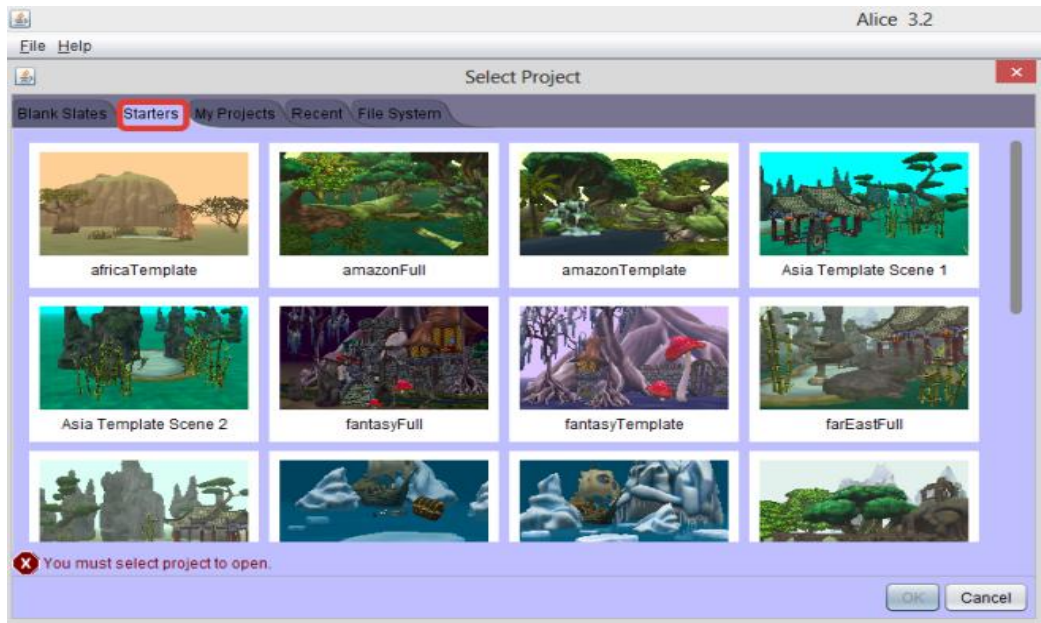 Alice 3.2
File Help
Select Project
Blank Slates Starters My Projects Recent File System
africaTemplate amazonFull amazonTemplate Asia Template Scene 1
Asia Template Scene 2 fantasyFull fantasyTemplate farEastFull
You must select project to open.
OK Cancel